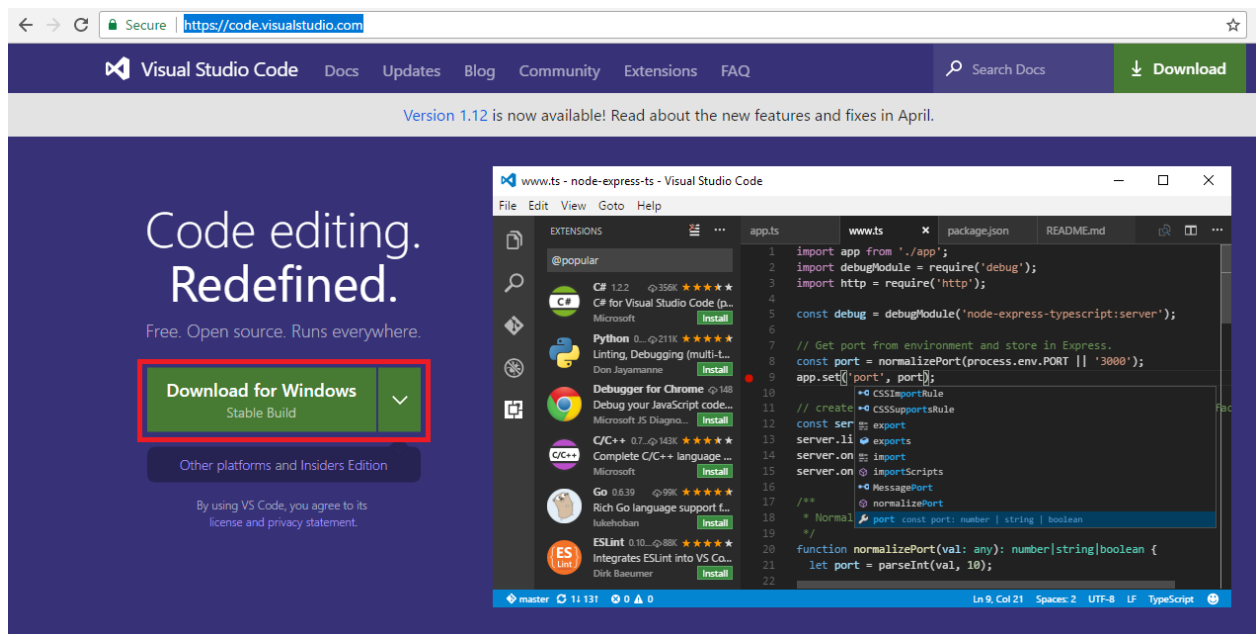 Secure https://code.visualstudio.com
Visual Studio Code Docs Updates Blog Community Extensions FAQ Search Docs Download
Version 1.12 is now available! Read about the new features and fixes in April.
Code editing.
Redefined.
Free. Open source. Runs everywhere.
Download for Windows
Stable Build
Other platforms and Insiders Edition
By using VS Code, you agree to its
license and privacy statement.
www.ts - node-express-ts - Visual Studio Code
File Edit View Goto Help
EXTENSIONS
@popular
C# 1.2.2 356K
C#
C# for Visual Studio Code (p...
Microsoft Install
Python 0... 211K
Linting, Debugging (multi-t...
Don Jayamanne Install
Debugger for Chrome 148
Debug your JavaScript code...
Microsoft JS Diagno... Install
C/C++ 0.7... 143K
C/C++
Complete C/C++ language ...
Microsoft Install
Go 0.6.39 99K
Rich Go language support f...
lukehoban Install
ESLint 0.10... 88K
ES
Lint
Integrates ESLint into VS Co...
Dirk Baeumer Install
app.ts www.ts package.json README.md
1 import app from './app';
2 import debugModule = require('debug');
3 import http = require('http');
4
5 const debug = debugModule('node-express-typescript:server');
6
7 // Get port from environment and store in Express.
8 const port = normalizePort(process.env.PORT || '3000');
9 app.set('port', port);
10
11 // create
12 const ser
13 server.li
14 server.on
15 server.on
16
17 /**
18 * Normal
19 */
20 function normalizePort(val: any): number|string|boolean {
21 let port = parseInt(val, 10);
22
CSSImportRule
CSSSupportsRule
export
exports
import
importScripts
MessagePort
normalizePort
port const port: number | string | boolean
master 1↓ 13↑ 0 0 Ln 9, Col 21 Spaces: 2 UTF-8 LF TypeScript